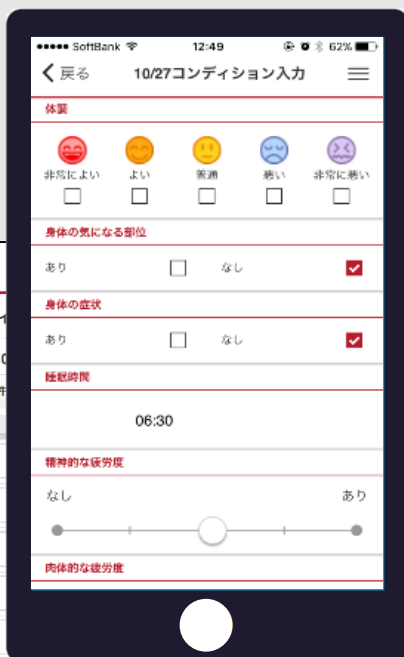 SoftBank 12:49 62%
戻る 10/27コンディション入力
体調
非常によい よい 普通 悪い 非常に悪い
身体の気になる部位
あり なし
身体の症状
あり なし
睡眠時間
06:30
精神的な疲労度
なし あり
肉体的な疲労度